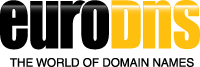 euroDns
THE WORLD OF DOMAIN NAMES